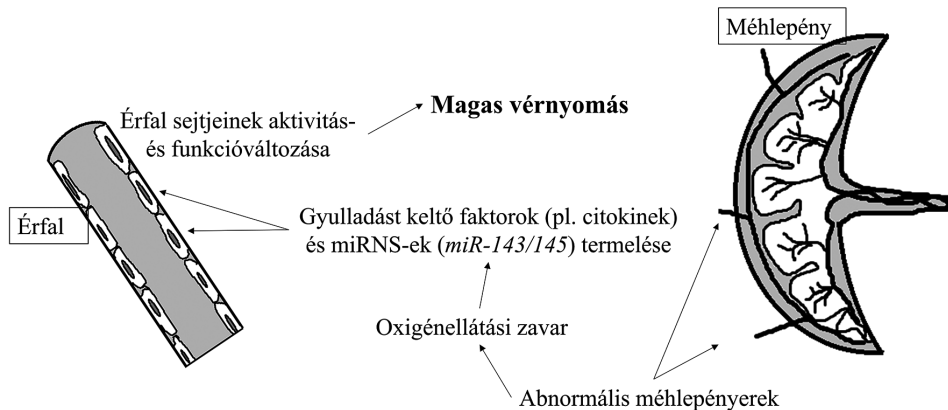 Méhlepény
Magas vérnyomás
Érfal sejtjeinek aktivitás-
és funkcióváltozása
Érfal
Gyulladást keltő faktorok (pl. citokinek)
és miRNS-ek (miR-143/145) termelése
Oxigénellátási zavar
Abnormális méhlepényerek